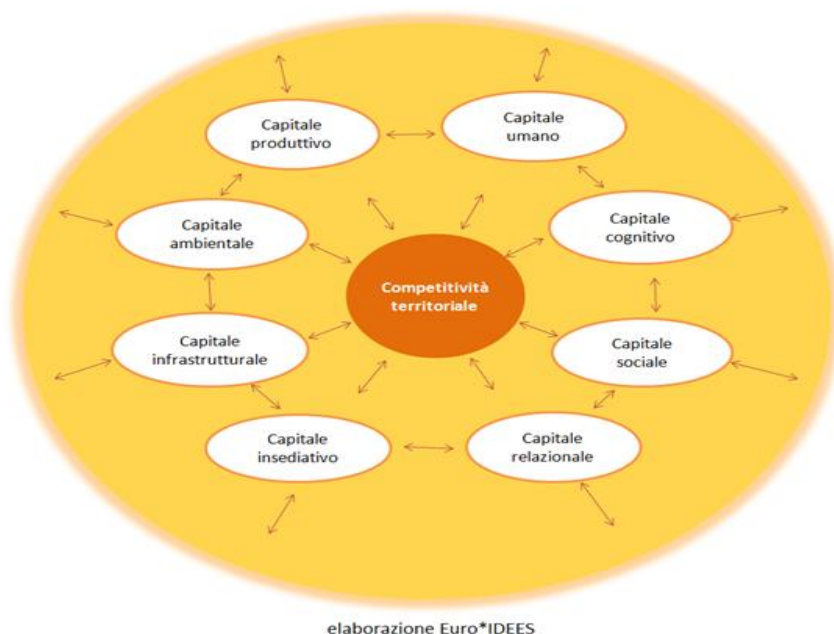 Capitale
produttivo
Capitale
umano
Capitale
ambientale
Capitale
cognitivo
Competitività
territoriale
Capitale
infrastrutturale
Capitale
sociale
Capitale
insediativo
Capitale
relazionale
elaborazione Euro*IDEES